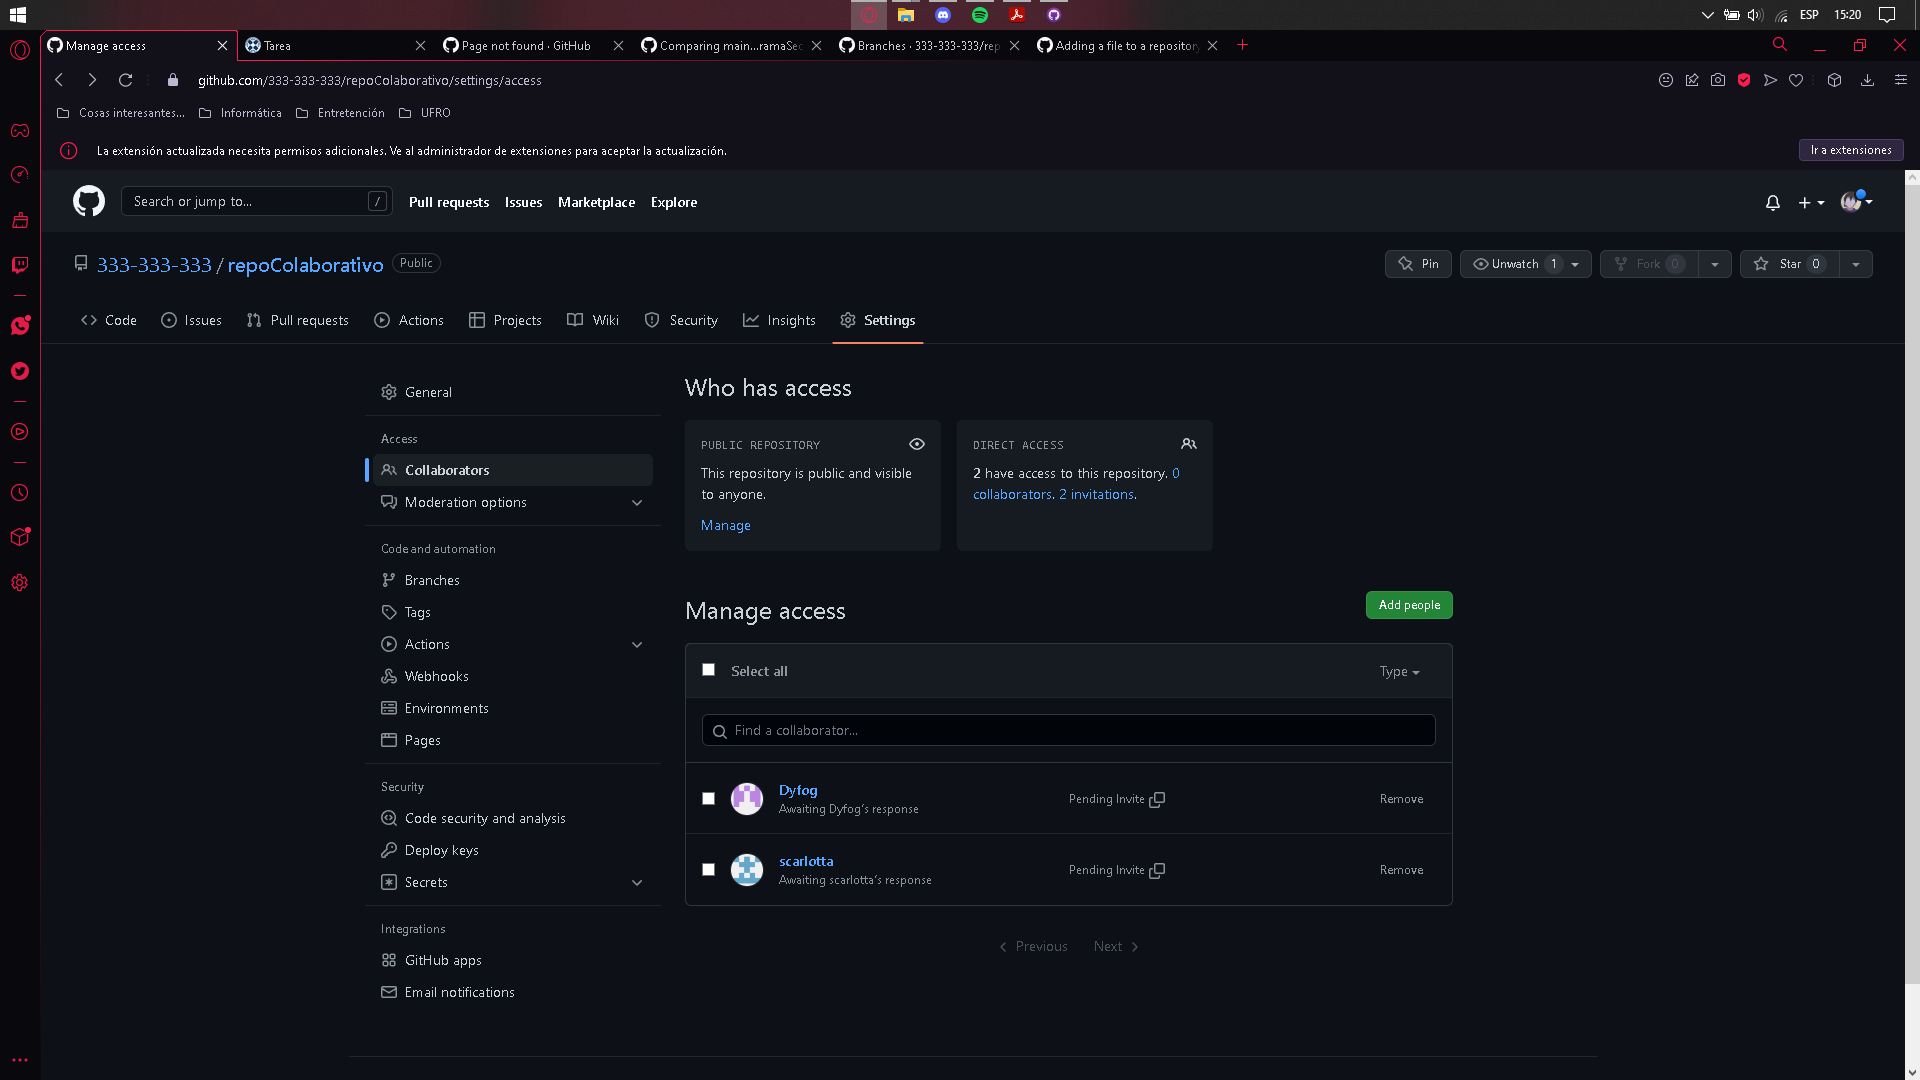 ESP
15:20
Manage access
Tarea
Page not found · GitHub
Comparing main...ramaSec
Branches · 333-333-333/rep
Adding a file to a repository
github.com/333-333-333/repoColaborativo/settings/access
Cosas interesantes...
Informática
Entretención
UFRO
La extensión actualizada necesita permisos adicionales. Ve al administrador de extensiones para aceptar la actualización.
Ir a extensiones
Search or jump to...
/
Pull requests
Issues
Marketplace
Explore
333-333-333 / repoColaborativo
Public
Pin
Unwatch 1
Fork 0
Star 0
Code
Issues
Pull requests
Actions
Projects
Wiki
Security
Insights
Settings
General
Access
Collaborators
Moderation options
Code and automation
Branches
Tags
Actions
Webhooks
Environments
Pages
Security
Code security and analysis
Deploy keys
Secrets
Integrations
GitHub apps
Email notifications
Who has access
PUBLIC REPOSITORY
This repository is public and visible
to anyone.
Manage
DIRECT ACCESS
2 have access to this repository. 0
collaborators. 2 invitations.
Manage access
Add people
Select all
Type
Find a collaborator...
Dyfog
Awaiting Dyfog's response
Pending Invite
Remove
scarlotta
Awaiting scarlotta's response
Pending Invite
Remove
Previous
Next